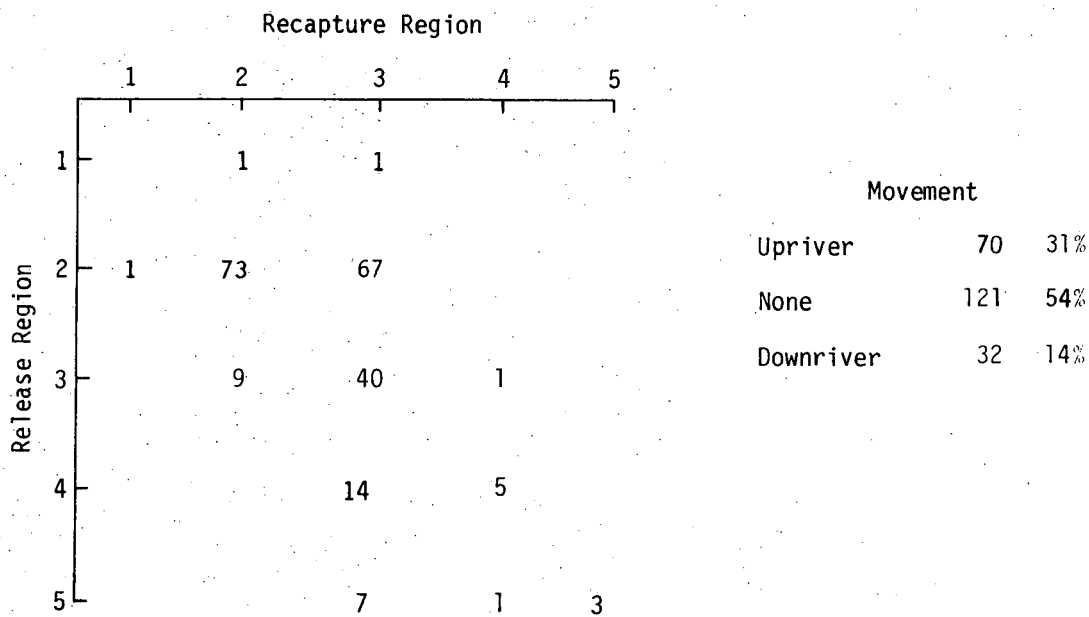 Recapture Region
1 2 3 4 5
Release Region
1 1 1
2 1 73 67
3 9 40 1
4 14 5
5 7 1 3
Movement
Upriver 70 31%
None 121 54%
Downriver 32 14%